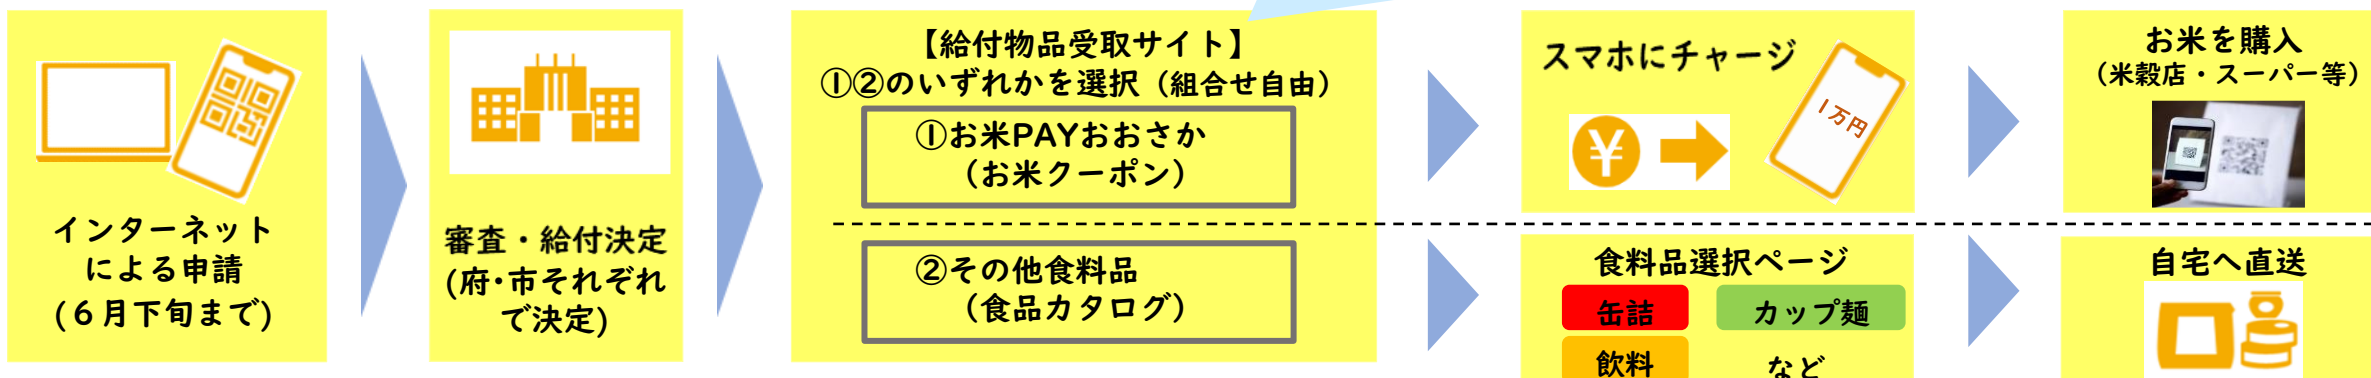 インターネット
による申請
(６月下旬まで)
審査・給付決定
(府･市それぞれ
で決定)
【給付物品受取サイト】
①②のいずれかを選択（組合せ自由）
①お米PAYおおさか
（お米クーポン）
②その他食料品
（食品カタログ）
スマホにチャージ
¥
1万円
お米を購入
（米穀店・スーパー等）
食料品選択ページ
缶詰
カップ麺
飲料
など
自宅へ直送